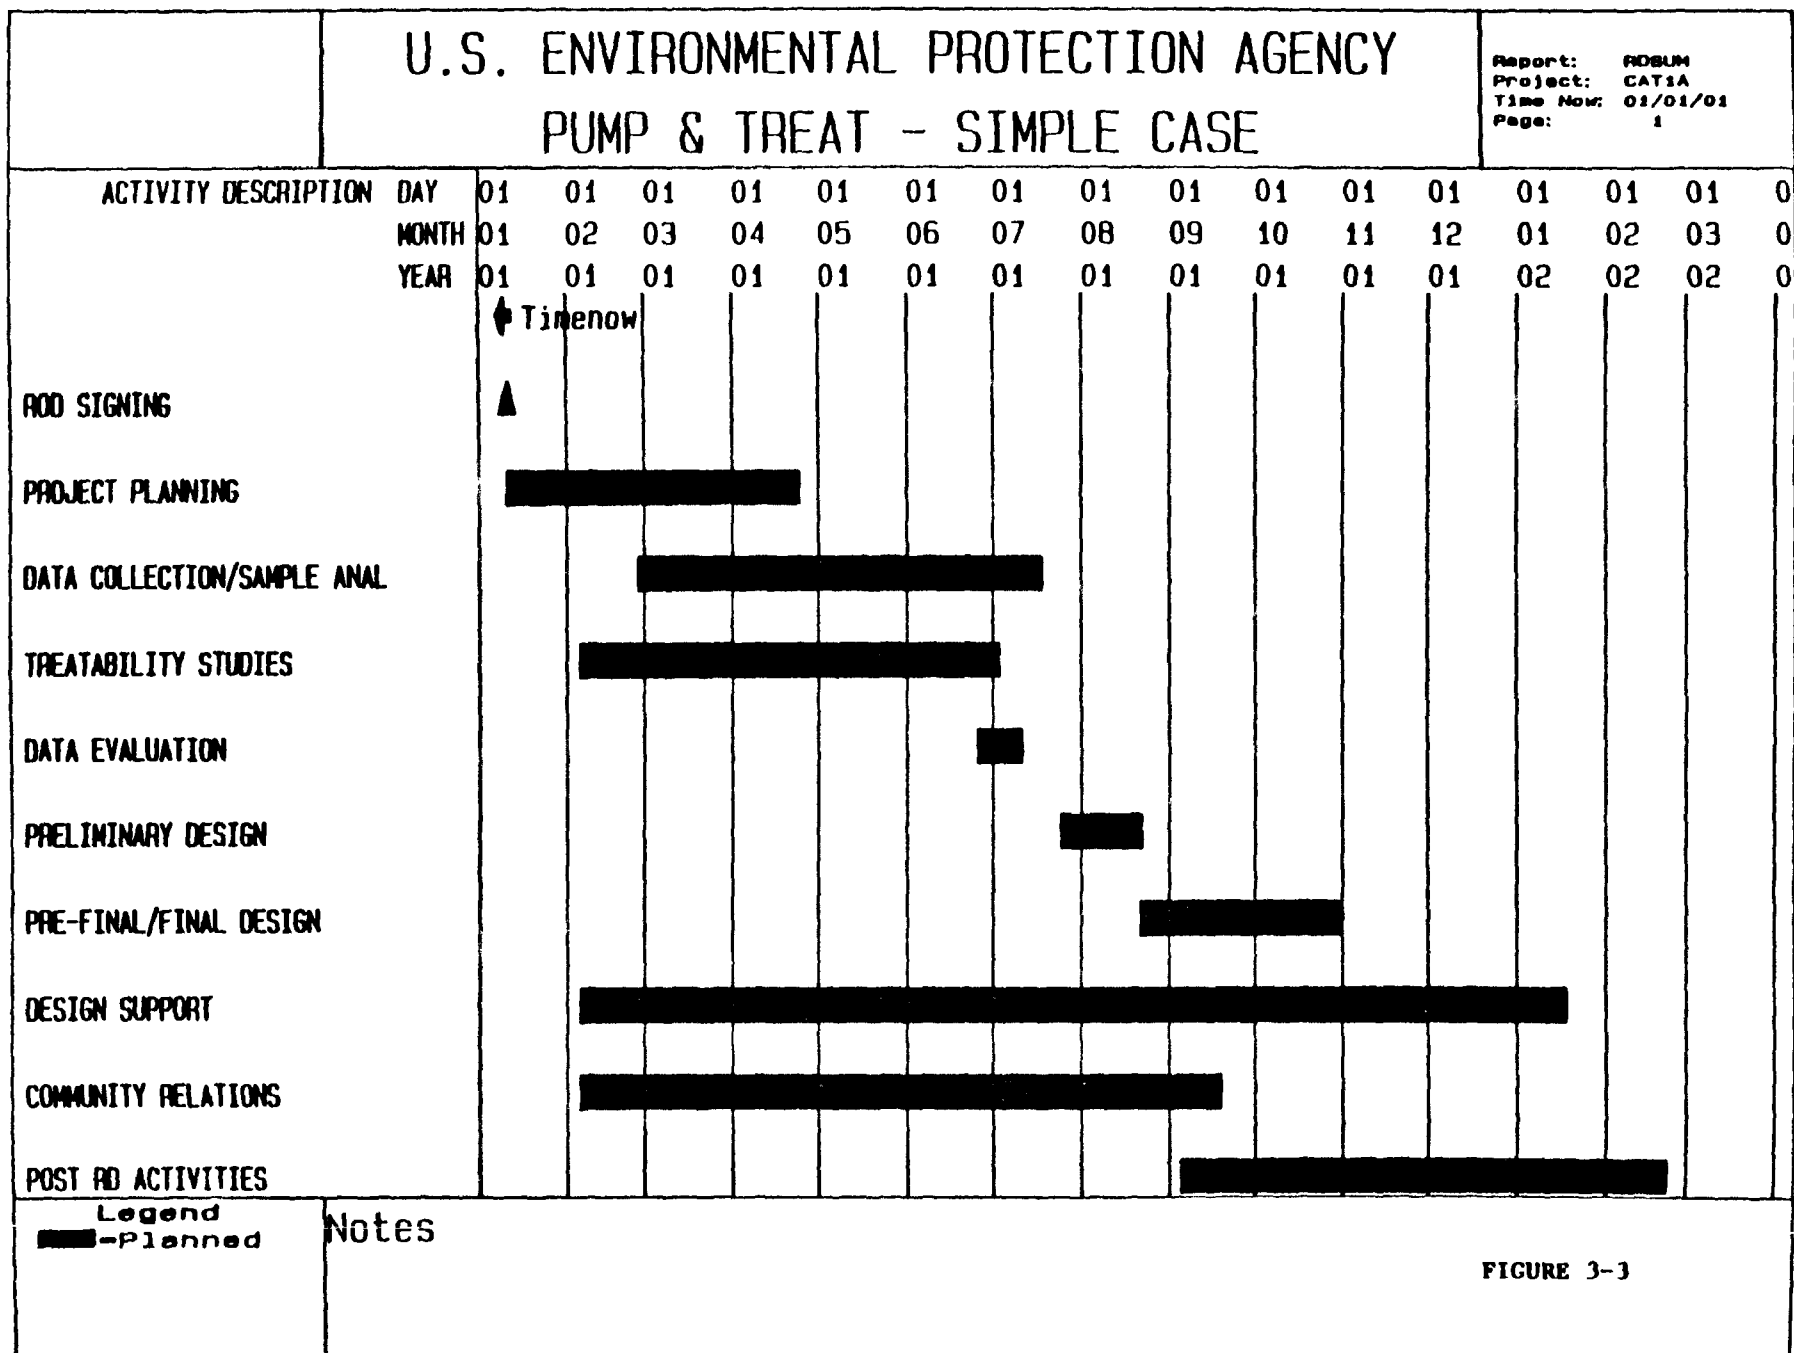 U.S. ENVIRONMENTAL PROTECTION AGENCY
PUMP & TREAT - SIMPLE CASE
Report: RDSUM
Project: CAT1A
Time Now: 01/01/01
Page: 1
ACTIVITY DESCRIPTION DAY 01 01 01 01 01 01 01 01 01 01 01 01 01 01 01 0
MONTH 01 02 03 04 05 06 07 08 09 10 11 12 01 02 03 0
YEAR 01 01 01 01 01 01 01 01 01 01 01 01 02 02 02 0
Timenow
ROD SIGNING
PROJECT PLANNING
DATA COLLECTION/SAMPLE ANAL
TREATABILITY STUDIES
DATA EVALUATION
PRELIMINARY DESIGN
PRE-FINAL/FINAL DESIGN
DESIGN SUPPORT
COMMUNITY RELATIONS
POST RD ACTIVITIES
Legend
-Planned
Notes
FIGURE 3-3